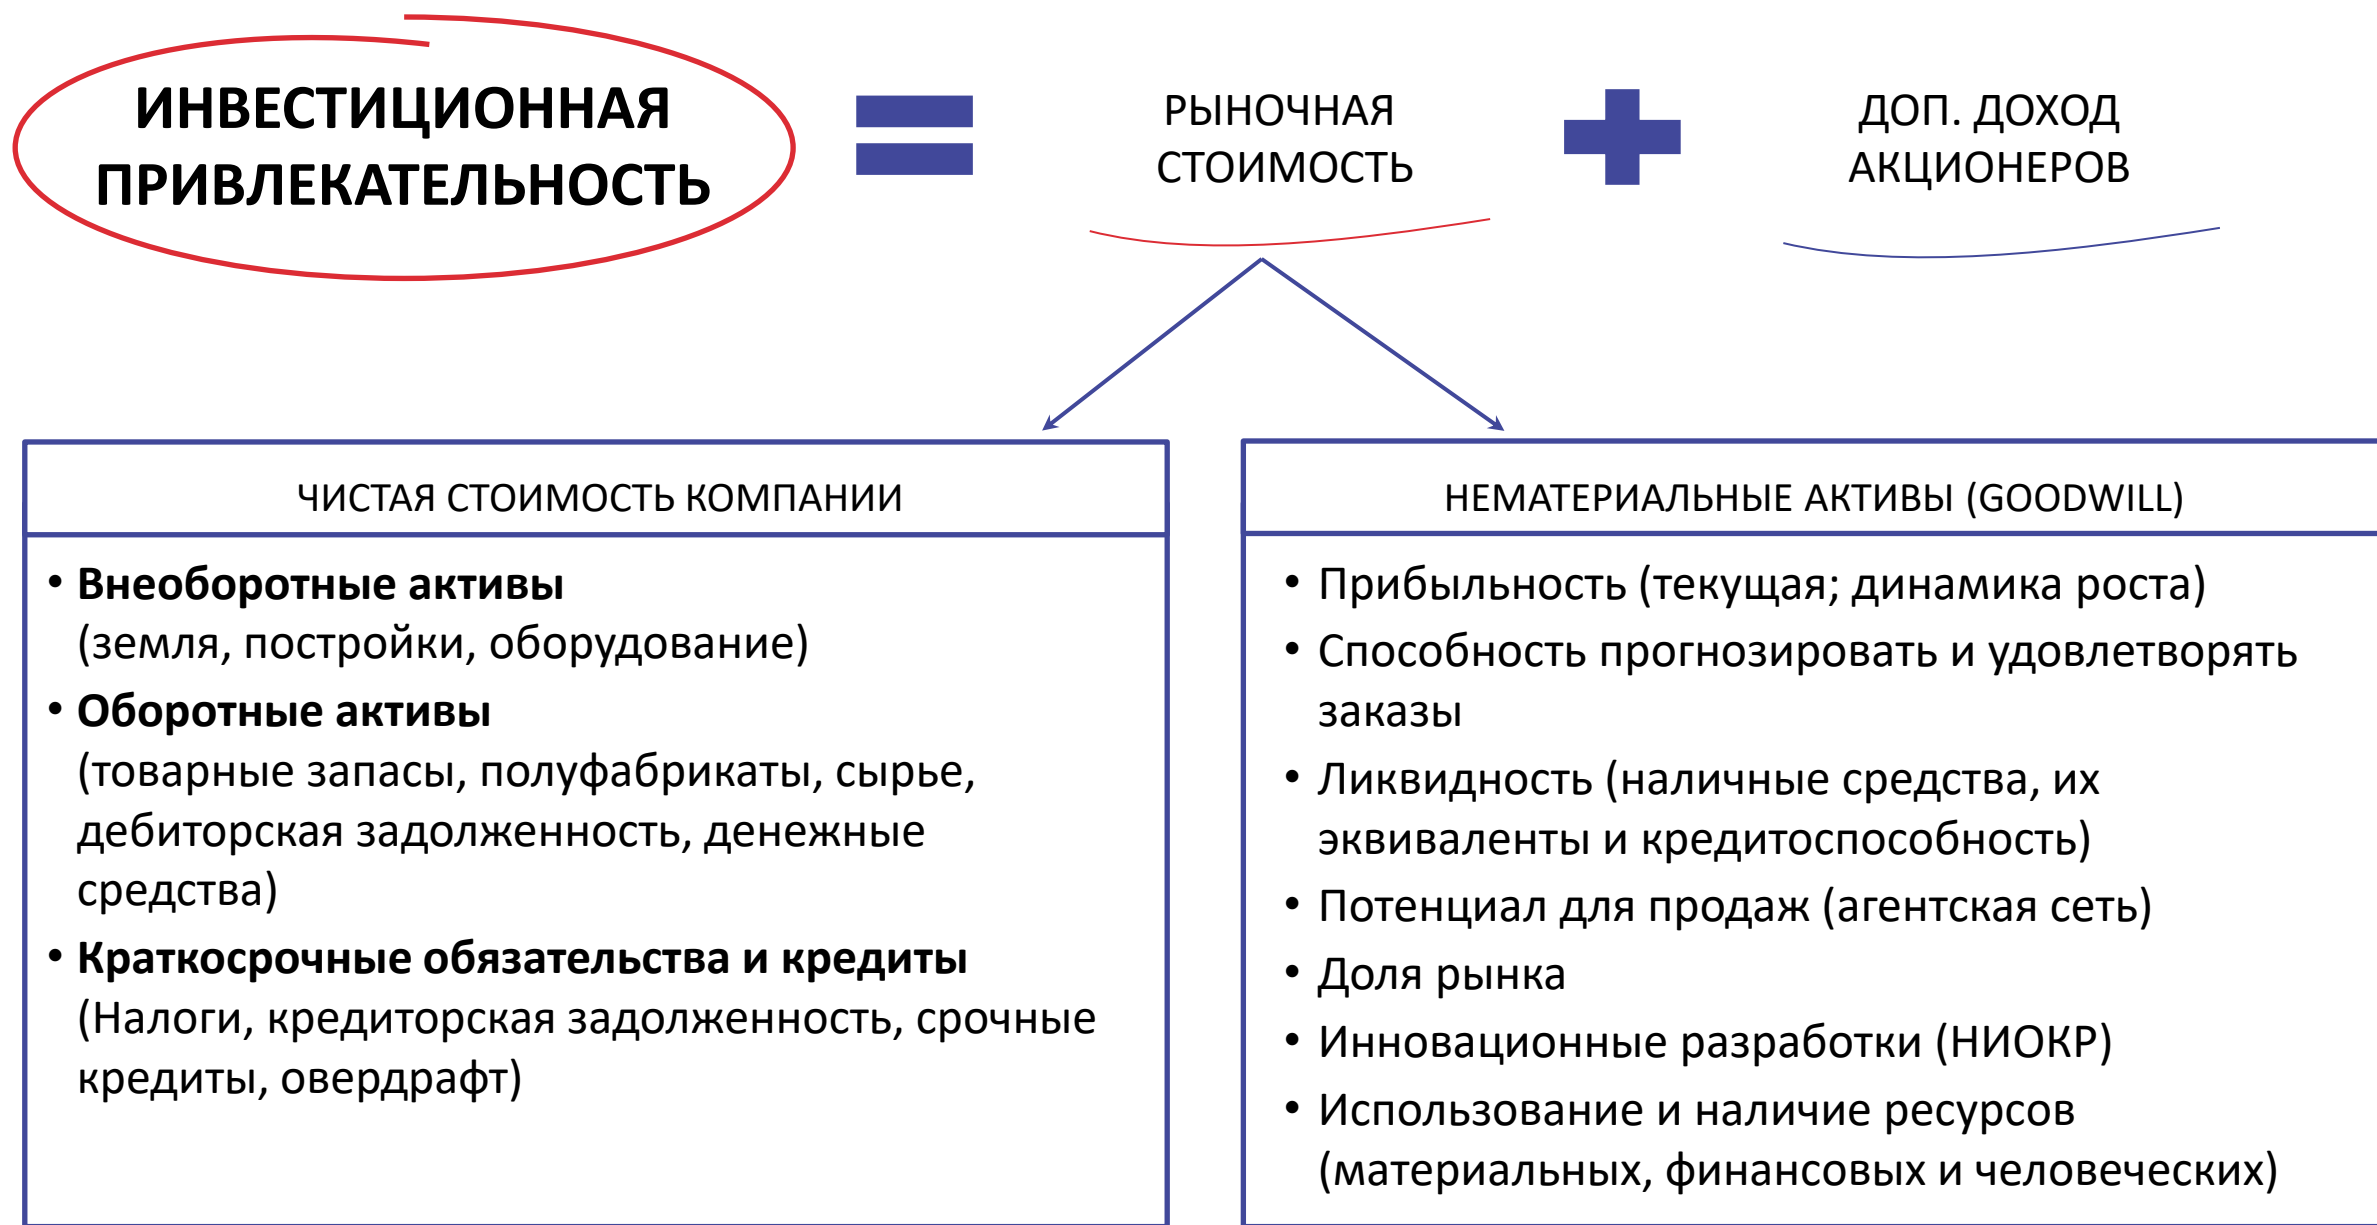 ИНВЕСТИЦИОННАЯ
ПРИВЛЕКАТЕЛЬНОСТЬ
РЫНОЧНАЯ
СТОИМОСТЬ
ДОП. ДОХОД
АКЦИОНЕРОВ
ЧИСТАЯ СТОИМОСТЬ КОМПАНИИ
• Внеоборотные активы
(земля, постройки, оборудование)
• Оборотные активы
(товарные запасы, полуфабрикаты, сырье,
дебиторская задолженность, денежные
средства)
• Краткосрочные обязательства и кредиты
(Налоги, кредиторская задолженность, срочные
кредиты, овердрафт)
НЕМАТЕРИАЛЬНЫЕ АКТИВЫ (GOODWILL)
• Прибыльность (текущая; динамика роста)
• Способность прогнозировать и удовлетворять
заказы
• Ликвидность (наличные средства, их
эквиваленты и кредитоспособность)
• Потенциал для продаж (агентская сеть)
• Доля рынка
• Инновационные разработки (НИОКР)
• Использование и наличие ресурсов
(материальных, финансовых и человеческих)